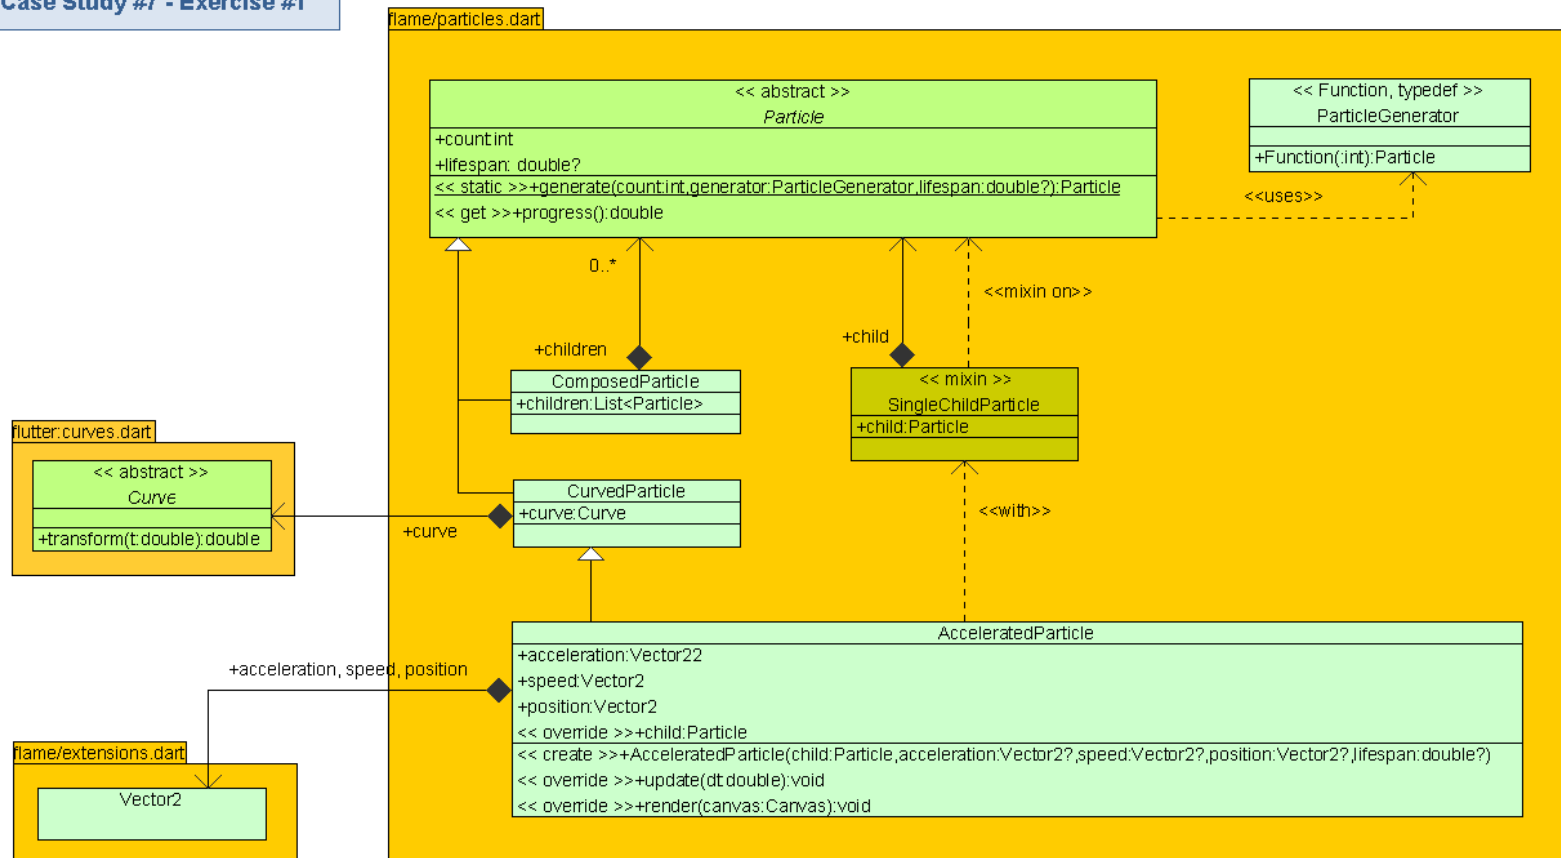 Case Study #7 - Exercise #1
flame/particles.dart
<< abstract >>
Particle
+count:int
+lifespan: double?
<< static >>+generate(count:int,generator:ParticleGenerator,lifespan:double?):Particle
<< get >>+progress():double
<< Function, typedef >>
ParticleGenerator
+Function(:int):Particle
<<uses>>
0..*
<<mixin on>>
+children
+child
ComposedParticle
+children:List<Particle>
<< mixin >>
SingleChildParticle
+child:Particle
flutter:curves.dart
<< abstract >>
Curve
+transform(t:double):double
+curve
CurvedParticle
+curve:Curve
<<with>>
AcceleratedParticle
+acceleration:Vector22
+speed:Vector2
+position:Vector2
<< override >>+child:Particle
<< create >>+AcceleratedParticle(child:Particle,acceleration:Vector2?,speed:Vector2?,position:Vector2?,lifespan:double?)
<< override >>+update(dt:double):void
<< override >>+render(canvas:Canvas):void
+acceleration, speed, position
flame/extensions.dart
Vector2